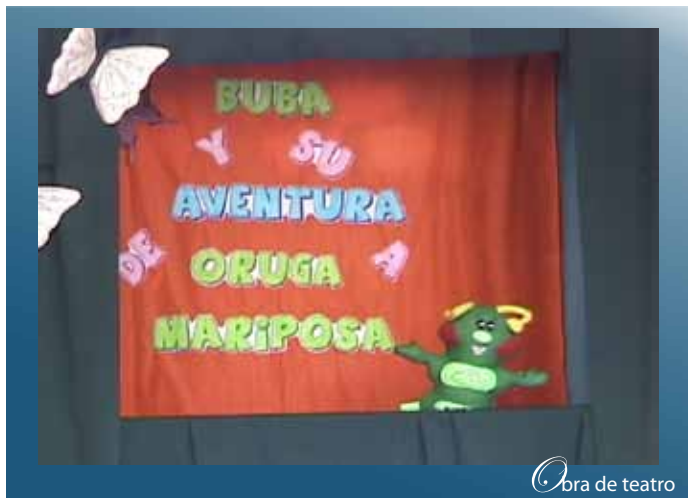 BUBA
Y SU
AVENTURA
DE ORUGA A
MARIPOSA
Obra de teatro